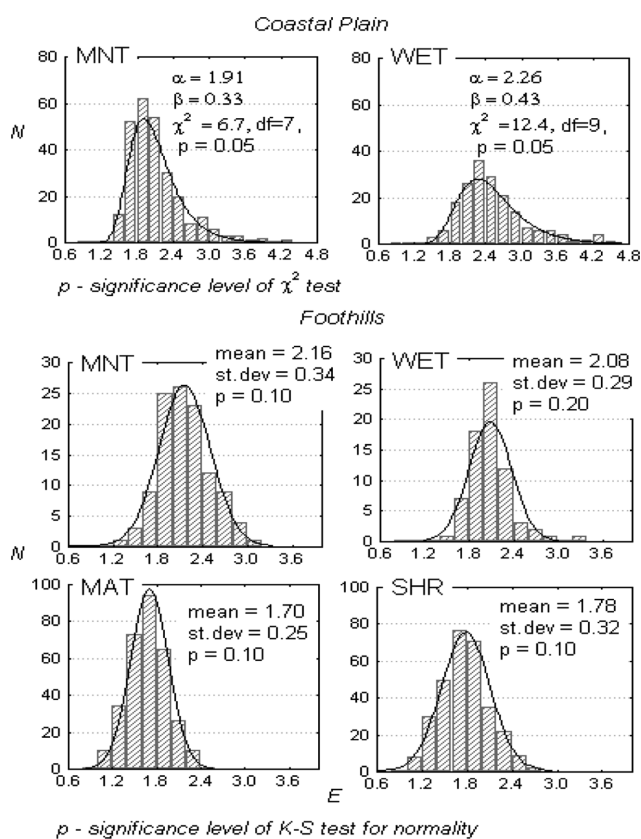 Coastal Plain
MNT
α = 1.91
β = 0.33
χ² = 6.7, df=7,
p = 0.05
N
80
60
40
20
0
0.6 1.2 1.8 2.4 3.0 3.6 4.2 4.8
WET
α = 2.26
β = 0.43
χ² = 12.4, df=9,
p = 0.05
80
60
40
20
0
0.6 1.2 1.8 2.4 3.0 3.6 4.2 4.8
p - significance level of χ² test
Foothills
MNT
mean = 2.16
st.dev = 0.34
p = 0.10
30
25
20
15
10
5
0
0.6 1.2 1.8 2.4 3.0 3.6
WET
mean = 2.08
st.dev = 0.29
p = 0.20
30
25
20
15
10
5
0
0.6 1.2 1.8 2.4 3.0 3.6
N
MAT
mean = 1.70
st.dev = 0.25
p = 0.10
100
80
60
40
20
0
0.6 1.2 1.8 2.4 3.0 3.6
SHR
mean = 1.78
st.dev = 0.32
p = 0.10
100
80
60
40
20
0
0.6 1.2 1.8 2.4 3.0 3.6
E
p - significance level of K-S test for normality